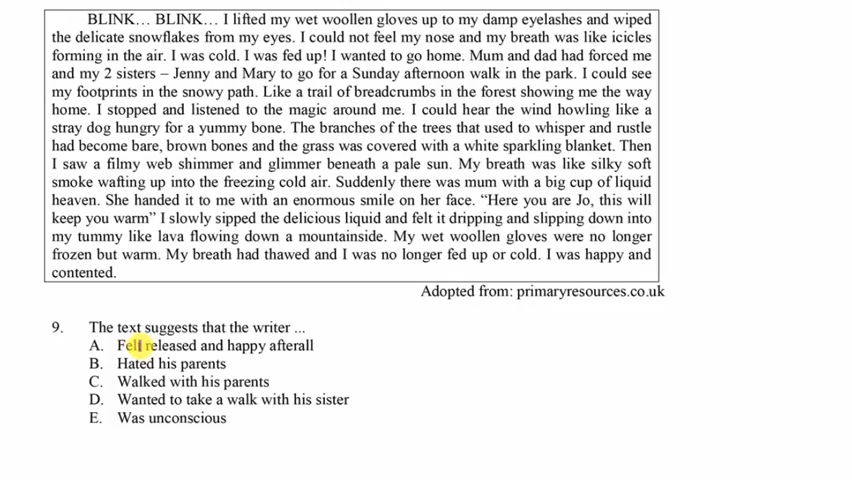 BLINK… BLINK… I lifted my wet woollen gloves up to my damp eyelashes and wiped
the delicate snowflakes from my eyes. I could not feel my nose and my breath was like icicles
forming in the air. I was cold. I was fed up! I wanted to go home. Mum and dad had forced me
and my 2 sisters – Jenny and Mary to go for a Sunday afternoon walk in the park. I could see
my footprints in the snowy path. Like a trail of breadcrumbs in the forest showing me the way
home. I stopped and listened to the magic around me. I could hear the wind howling like a
stray dog hungry for a yummy bone. The branches of the trees that used to whisper and rustle
had become bare, brown bones and the grass was covered with a white sparkling blanket. Then
I saw a filmy web shimmer and glimmer beneath a pale sun. My breath was like silky soft
smoke wafting up into the freezing cold air. Suddenly there was mum with a big cup of liquid
heaven. She handed it to me with an enormous smile on her face. “Here you are Jo, this will
keep you warm” I slowly sipped the delicious liquid and felt it dripping and slipping down into
my tummy like lava flowing down a mountainside. My wet woollen gloves were no longer
frozen but warm. My breath had thawed and I was no longer fed up or cold. I was happy and
contented.
Adopted from: primaryresources.co.uk
9. The text suggests that the writer ...
A. Felt released and happy afterall
B. Hated his parents
C. Walked with his parents
D. Wanted to take a walk with his sister
E. Was unconscious